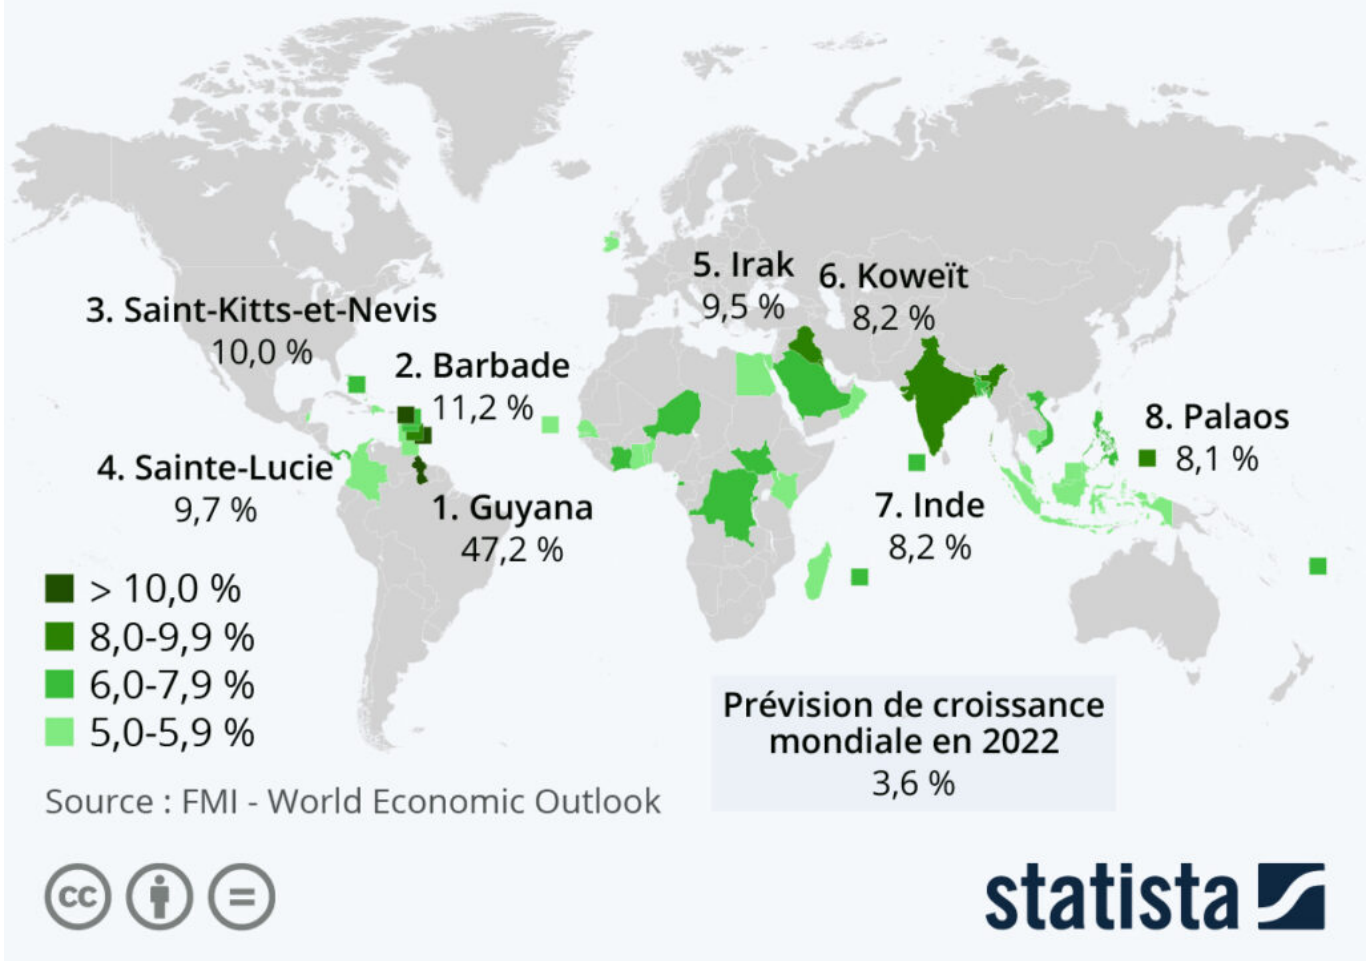 5. Irak
9,5 %
6. Koweït
8,2 %
3. Saint-Kitts-et-Nevis
10,0 %
2. Barbade
11,2 %
8. Palaos
8,1 %
4. Sainte-Lucie
9,7 %
1. Guyana
47,2 %
7. Inde
8,2 %
> 10,0 %
8,0-9,9 %
6,0-7,9 %
5,0-5,9 %
Prévision de croissance
mondiale en 2022
3,6 %
Source : FMI - World Economic Outlook
cc
=
statista